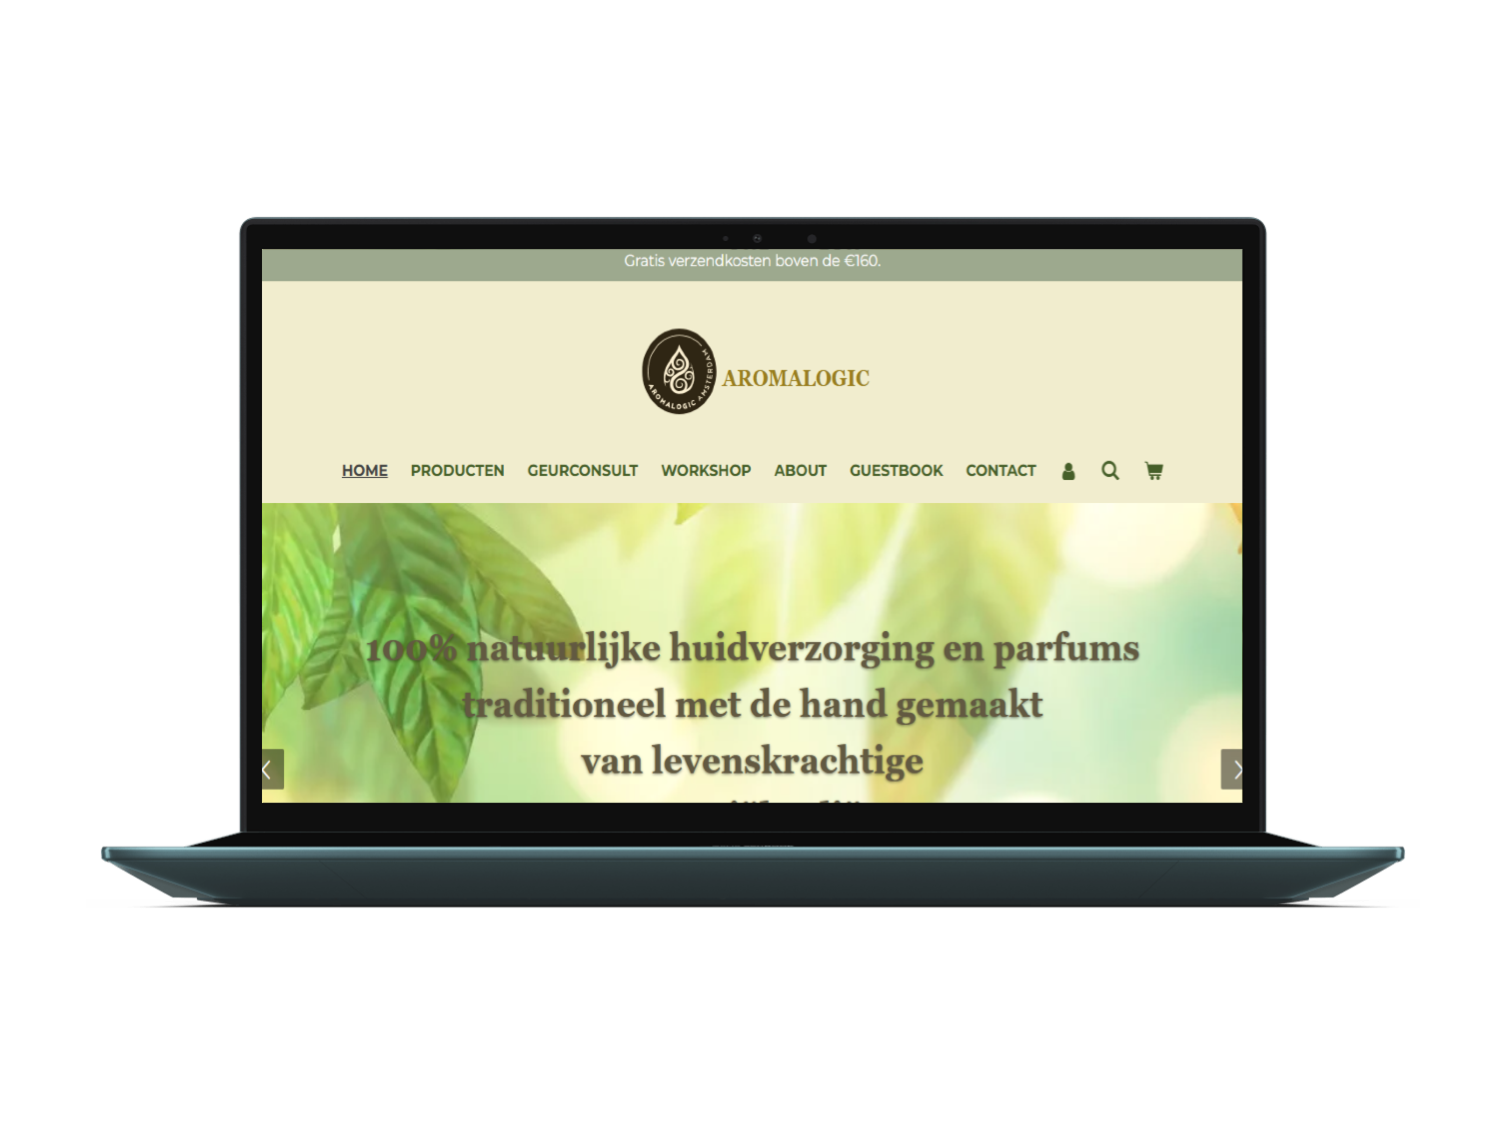 Gratis verzendkosten boven de €160.
AROMALOGIC AMSTERDAM
AROMALOGIC
HOME PRODUCTEN GEURCONSULT WORKSHOP ABOUT GUESTBOOK CONTACT
100% natuurlijke huidverzorging en parfums
traditioneel met de hand gemaakt
van levenskrachtige